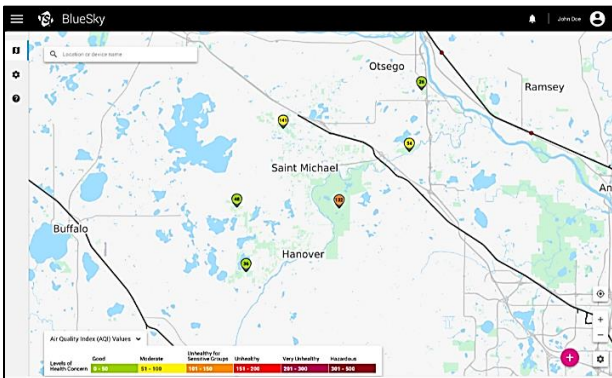 TSI BlueSky John Doe
Location or device name
Otsego
Ramsey
Saint Michael
Buffalo
Hanover
Air Quality Index (AQI) Values
Levels of Health Concern
Good
0 - 50
Moderate
51 - 100
Unhealthy for Sensitive Groups
101 - 150
Unhealthy
151 - 200
Very Unhealthy
201 - 300
Hazardous
301 - 500